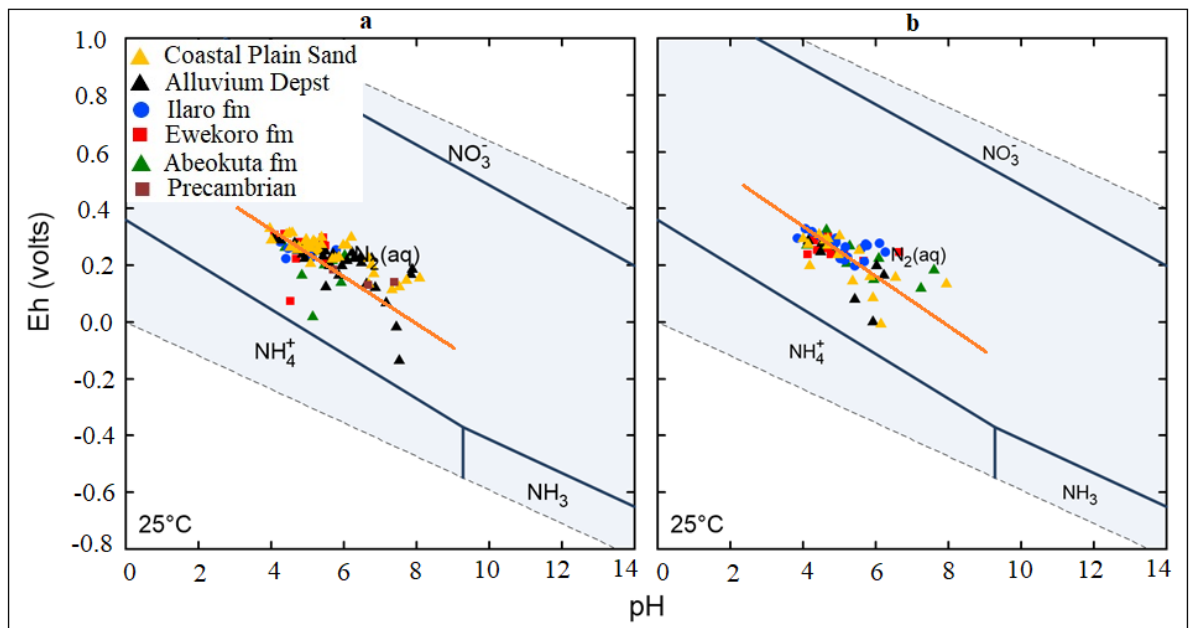 a
b
1.0
0.8
0.6
0.4
0.2
0.0
-0.2
-0.4
-0.6
-0.8
Eh (volts)
Coastal Plain Sand
Alluvium Depst
Ilaro fm
Ewekoro fm
Abeokuta fm
Precambrian
NO₃⁻
N₂(aq)
NH₄⁺
NH₃
25°C
NO₃⁻
N₂(aq)
NH₄⁺
NH₃
25°C
0 2 4 6 8 10 12 14
0 2 4 6 8 10 12 14
pH